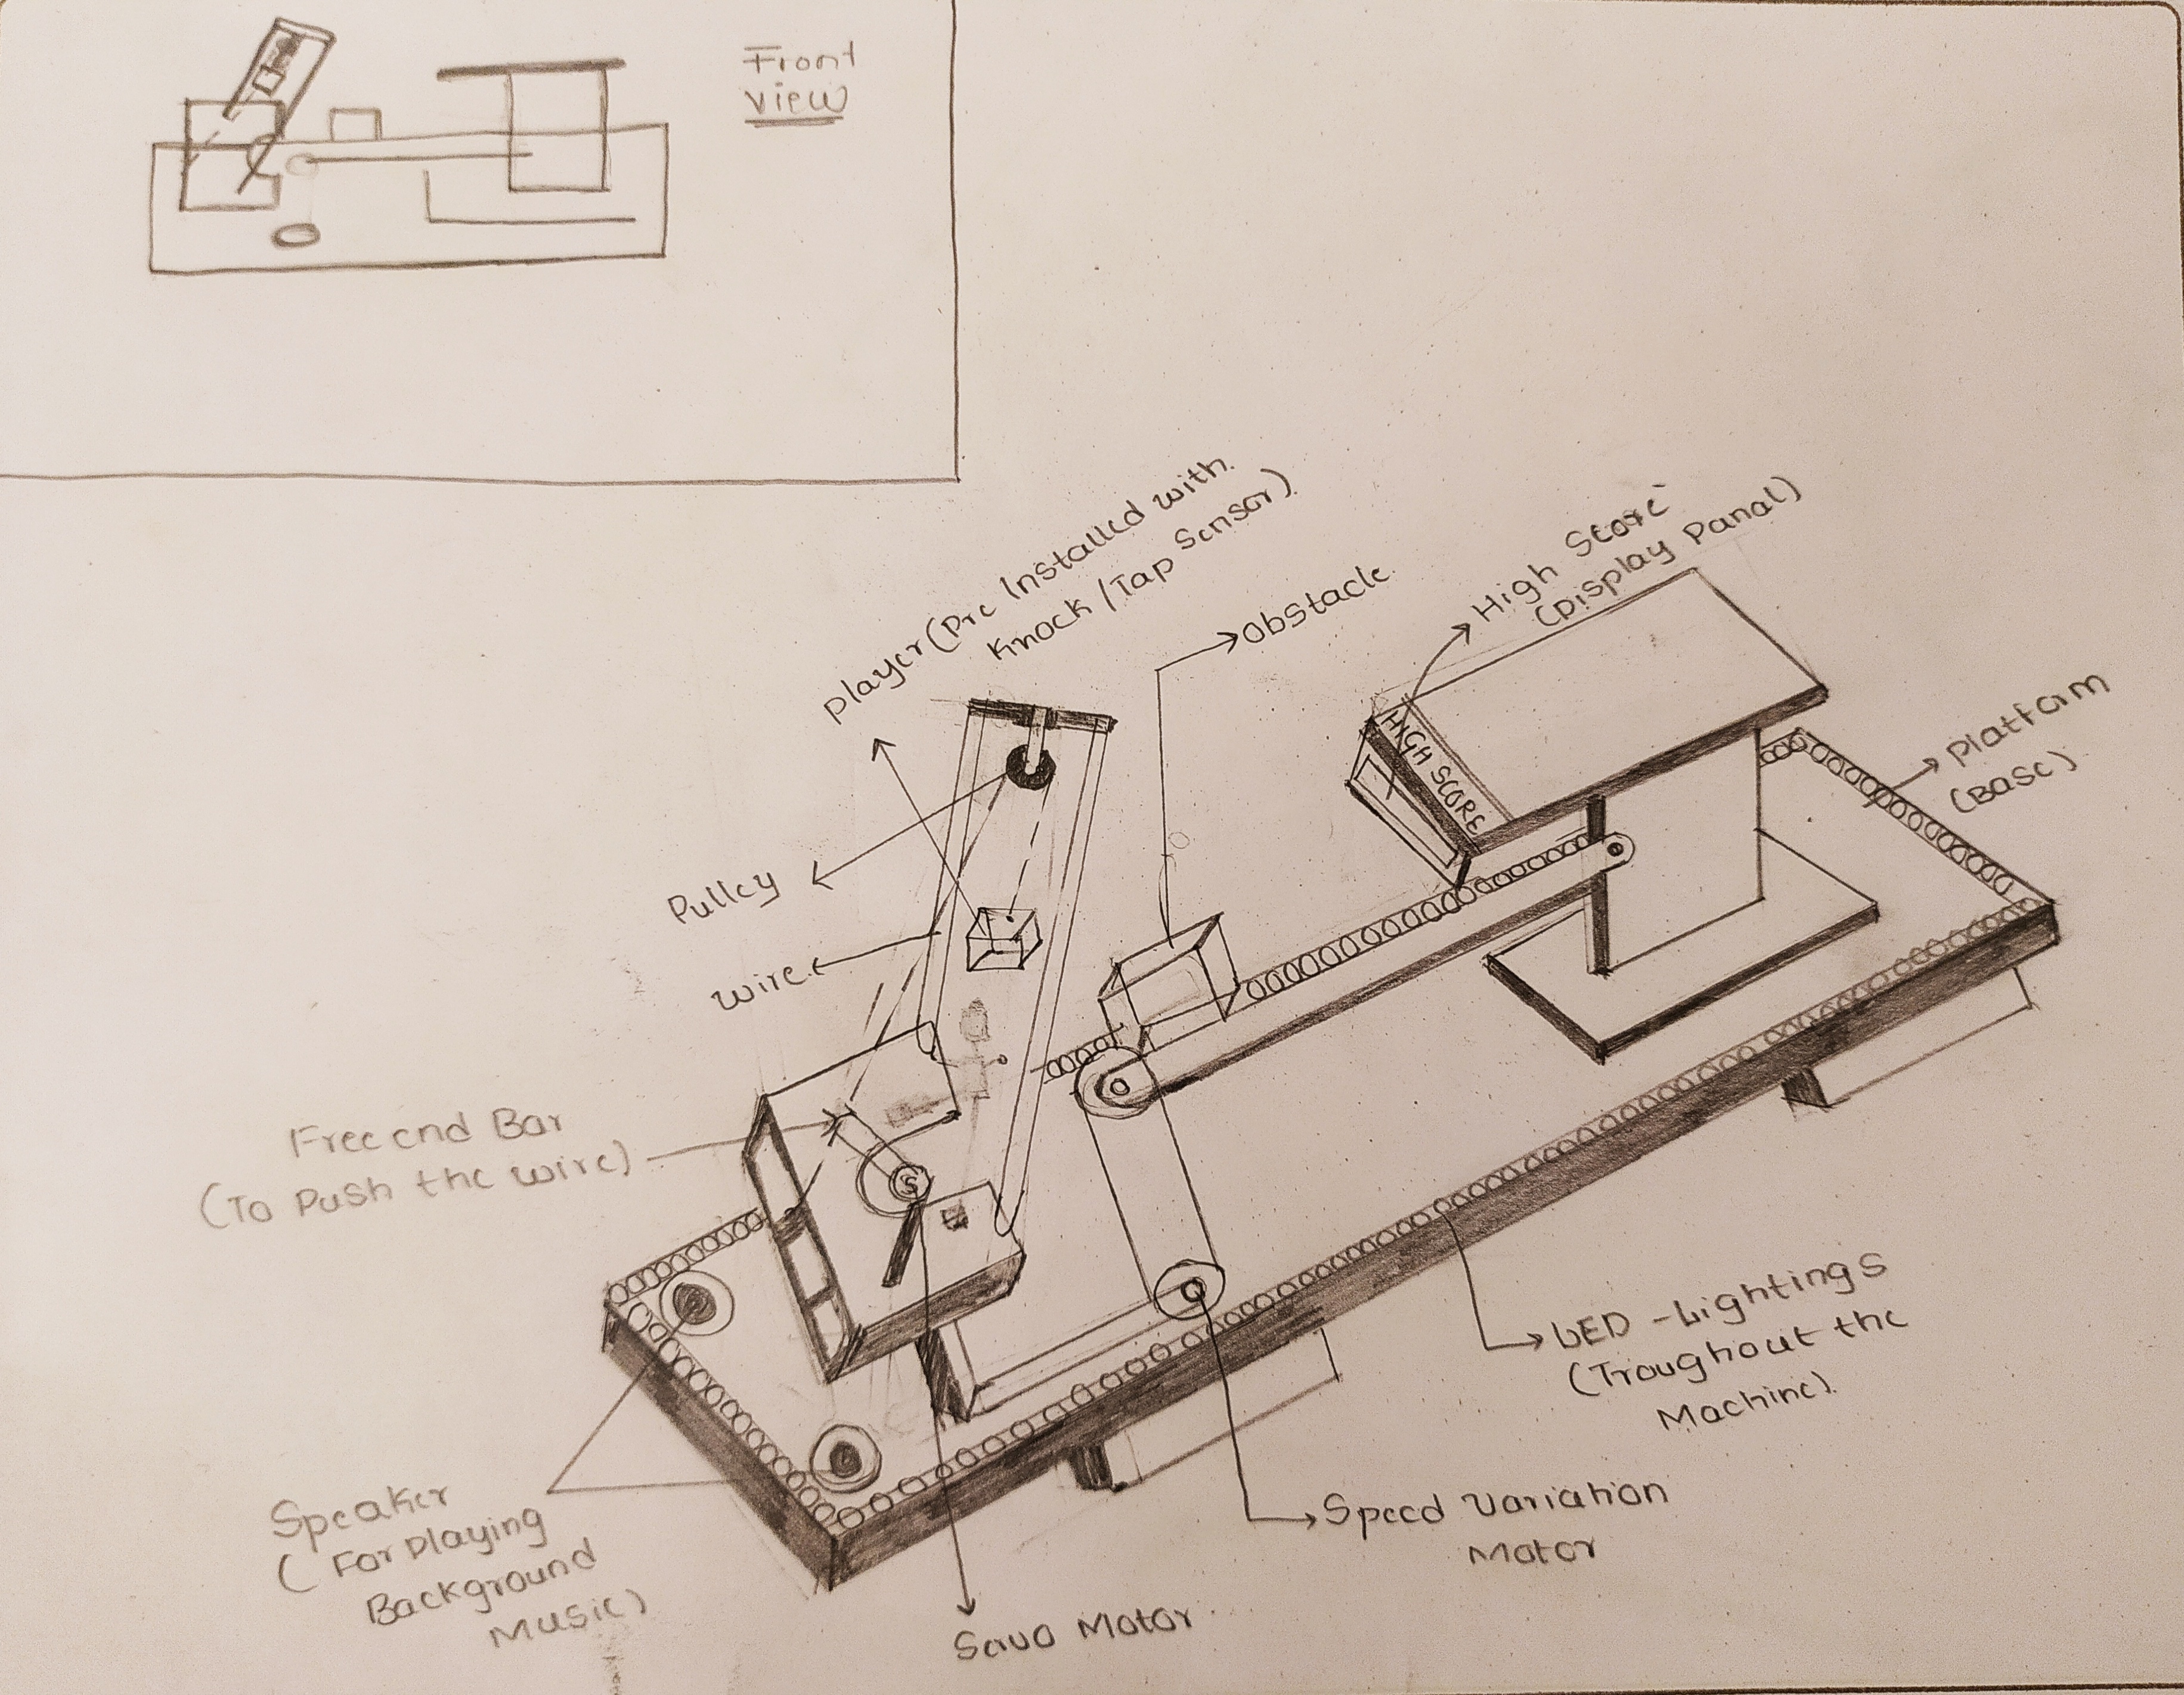 Front
View
Player (Pre Installed with
Knock / Tap Sensor)
Obstacle
High Score
(Display Panal)
HIGH SCORE
Platform
(Base)
Pulley
Wire
Free end Bar
(To Push the wire)
LED - Lightings
(Troughout the
Machine).
Speaker
(For Playing
Background
Music)
Speed Variation
Motor
Servo Motor